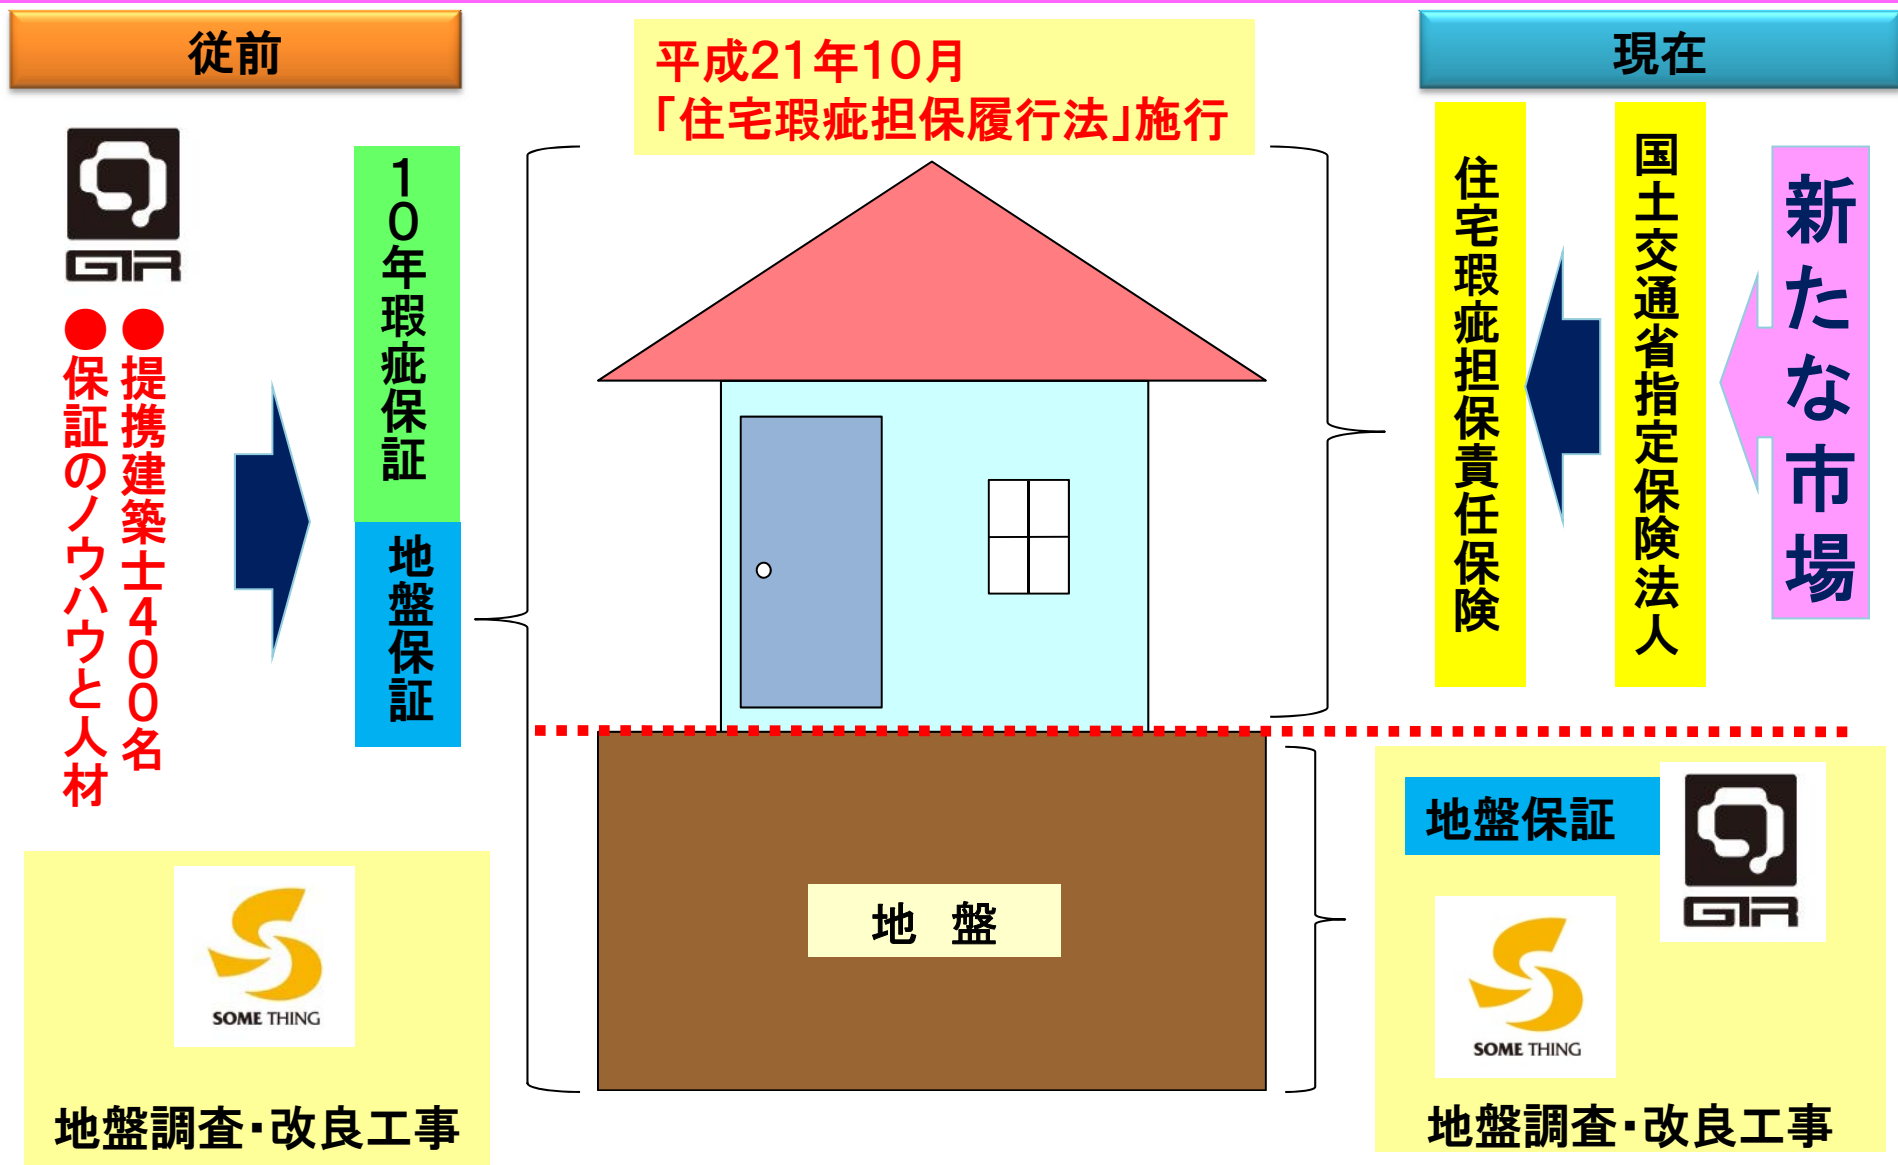 従前
平成21年10月
「住宅瑕疵担保履行法」施行
現在
GIR
●提携建築士400名
●保証のノウハウと人材
10年瑕疵保証
地盤保証
住宅瑕疵担保責任保険
国土交通省指定保険法人
新たな市場
地盤
SOME THING
地盤調査・改良工事
地盤保証
GIR
SOME THING
地盤調査・改良工事